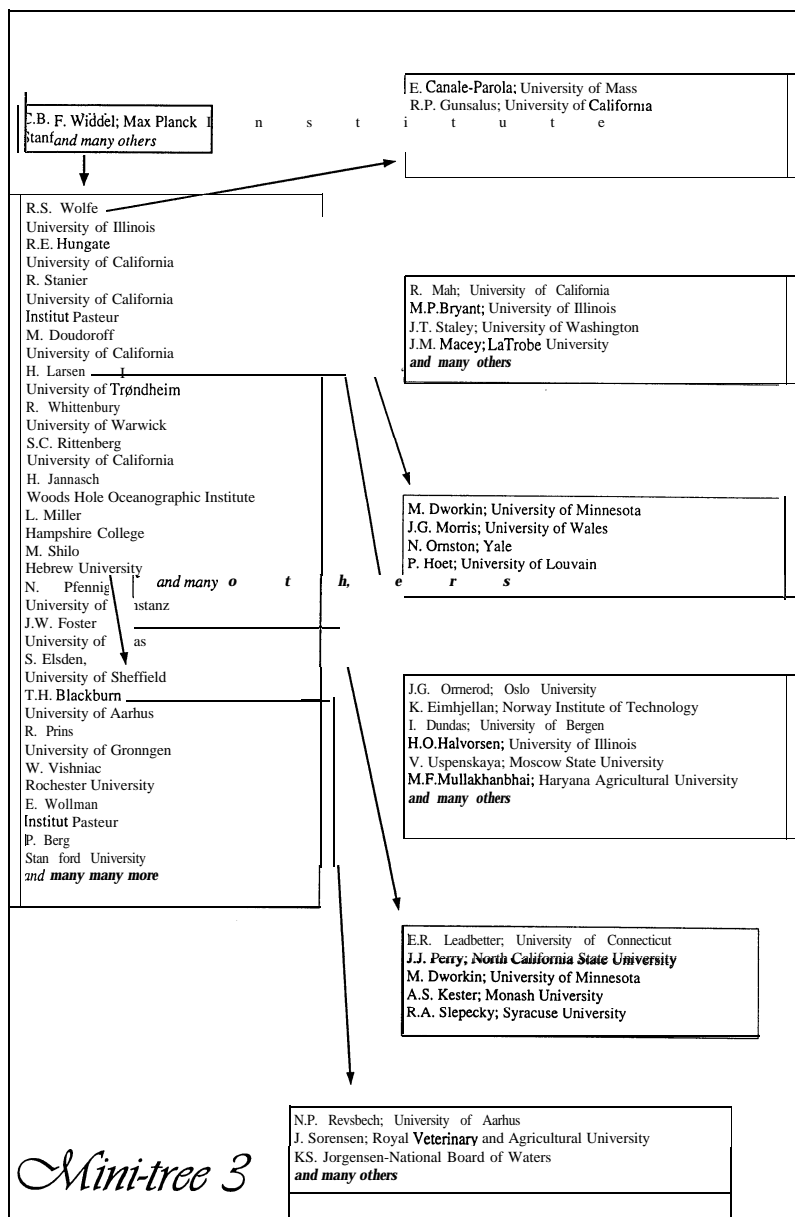 C.B.
Stanf
F. Widdel; Max Planck I n s t i t u t e
and many others
E. Canale-Parola; University of Mass
R.P. Gunsalus; University of California
R.S. Wolfe
University of Illinois
R.E. Hungate
University of California
R. Stanier
University of California
Institut Pasteur
M. Doudoroff
University of California
H. Larsen
University of Trøndheim
R. Whittenbury
University of Warwick
S.C. Rittenberg
University of California
H. Jannasch
Woods Hole Oceanographic Institute
L. Miller
Hampshire College
M. Shilo
Hebrew University
N. Pfennig
University of nstanz
J.W. Foster
University of as
S. Elsden,
University of Sheffield
T.H. Blackburn
University of Aarhus
R. Prins
University of Gronngen
W. Vishniac
Rochester University
E. Wollman
Institut Pasteur
P. Berg
Stan ford University
and many many more
R. Mah; University of California
M.P.Bryant; University of Illinois
J.T. Staley; University of Washington
J.M. Macey; LaTrobe University
and many others
M. Dworkin; University of Minnesota
J.G. Morris; University of Wales
N. Ornston; Yale
P. Hoet; University of Louvain
and many o t h, e r s
J.G. Ormerod; Oslo University
K. Eimhjellan; Norway Institute of Technology
I. Dundas; University of Bergen
H.O.Halvorsen; University of Illinois
V. Uspenskaya; Moscow State University
M.F.Mullakhanbhai; Haryana Agricultural University
and many others
E.R. Leadbetter; University of Connecticut
J.J. Perry; North California State University
M. Dworkin; University of Minnesota
A.S. Kester; Monash University
R.A. Slepecky; Syracuse University
N.P. Revsbech; University of Aarhus
J. Sorensen; Royal Veterinary and Agricultural University
KS. Jorgensen-National Board of Waters
and many others
Mini-tree 3